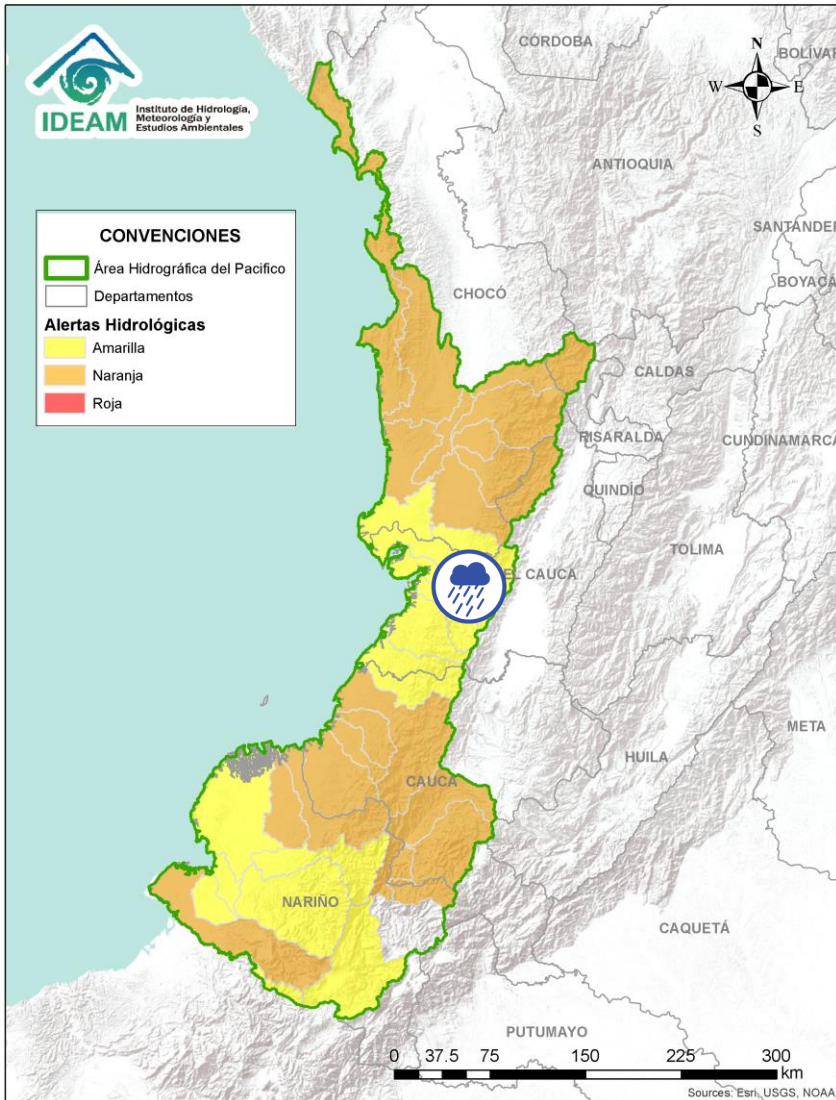 IDEAM
Instituto de Hidrología,
Meteorología y
Estudios Ambientales
CONVENCIONES
Área Hidrográfica del Pacifico
Departamentos
Alertas Hidrológicas
Amarilla
Naranja
Roja
N
W E
S
CÓRDOBA
BOLÍVAR
ANTIOQUIA
SANTANDER
BOYACÁ
CHOCÓ
CALDAS
RISARALDA
CUNDINAMARCA
QUINDÍO
TOLIMA
EL CAUCA
META
HUILA
CAUCA
NARIÑO
CAQUETÁ
PUTUMAYO
0 37.5 75 150 225 300
km
Sources: Esri, USGS, NOAA